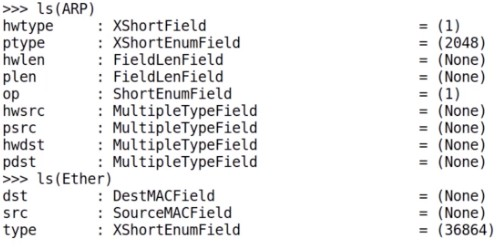 >>> ls(ARP)
hwtype     : XShortField                         = (1)
ptype      : XShortEnumField                     = (2048)
hwlen      : FieldLenField                       = (None)
plen       : FieldLenField                       = (None)
op         : ShortEnumField                      = (1)
hwsrc      : MultipleTypeField                   = (None)
psrc       : MultipleTypeField                   = (None)
hwdst      : MultipleTypeField                   = (None)
pdst       : MultipleTypeField                   = (None)
>>> ls(Ether)
dst        : DestMACField                        = (None)
src        : SourceMACField                      = (None)
type       : XShortEnumField                     = (36864)